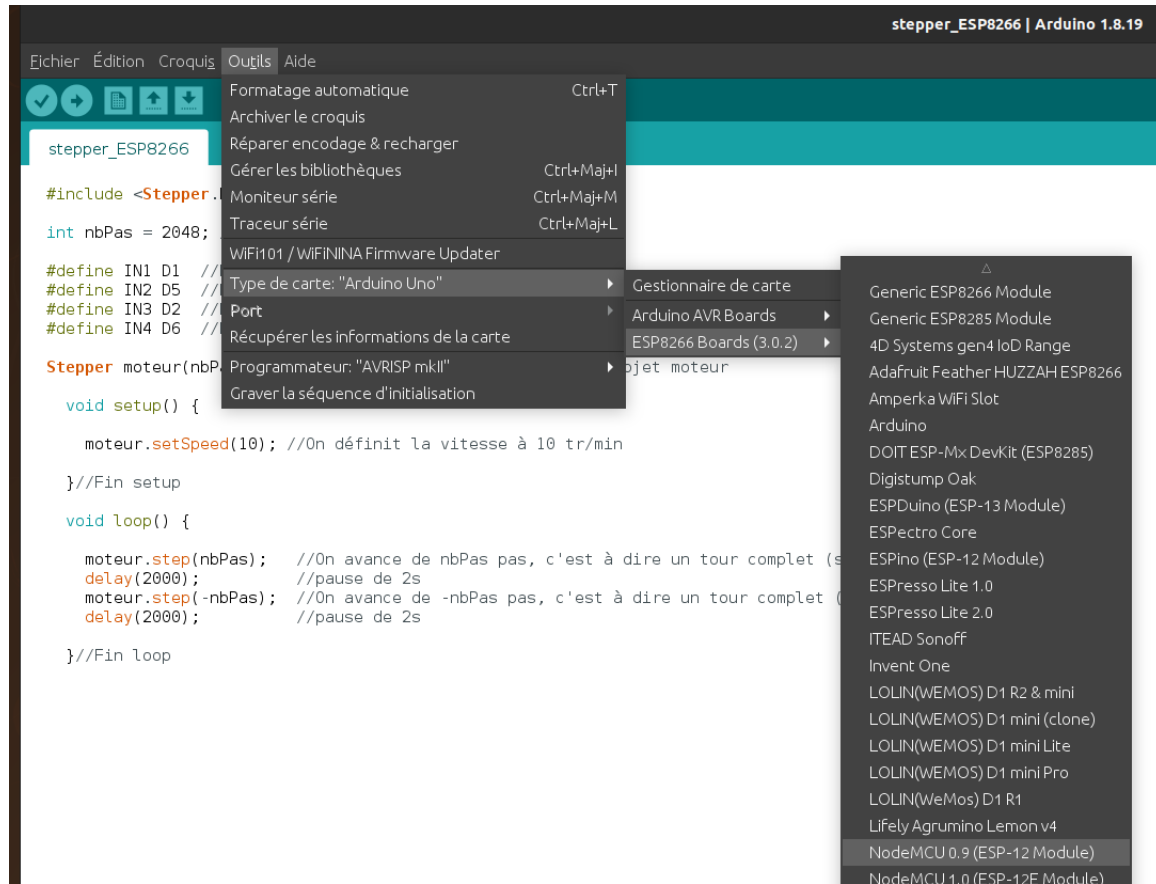 stepper_ESP8266 | Arduino 1.8.19
Fichier Édition Croquis Outils Aide
stepper_ESP8266
Formatage automatique Ctrl+T
Archiver le croquis
Réparer encodage & recharger
Gérer les bibliothèques Ctrl+Maj+I
Moniteur série Ctrl+Maj+M
Traceur série Ctrl+Maj+L
WiFi101 / WiFiNINA Firmware Updater
Type de carte: "Arduino Uno"
Port
Récupérer les informations de la carte
Programmateur: "AVRISP mkII"
Graver la séquence d'initialisation
Gestionnaire de carte
Arduino AVR Boards
ESP8266 Boards (3.0.2)
Generic ESP8266 Module
Generic ESP8285 Module
4D Systems gen4 IoD Range
Adafruit Feather HUZZAH ESP8266
Amperka WiFi Slot
Arduino
DOIT ESP-Mx DevKit (ESP8285)
Digistump Oak
ESPDuino (ESP-13 Module)
ESPectro Core
ESPino (ESP-12 Module)
ESPresso Lite 1.0
ESPresso Lite 2.0
ITEAD Sonoff
Invent One
LOLIN(WEMOS) D1 R2 & mini
LOLIN(WEMOS) D1 mini (clone)
LOLIN(WEMOS) D1 mini Lite
LOLIN(WEMOS) D1 mini Pro
LOLIN(WeMos) D1 R1
Lifely Agrumino Lemon v4
NodeMCU 0.9 (ESP-12 Module)
NodeMCU 1.0 (ESP-12E Module)
#include <Stepper.
int nbPas = 2048;
#define IN1 D1 //
#define IN2 D5 //
#define IN3 D2 //
#define IN4 D6 //
Stepper moteur(nbP jet moteur
void setup() {
moteur.setSpeed(10); //On définit la vitesse à 10 tr/min
}//Fin setup
void loop() {
moteur.step(nbPas); //On avance de nbPas pas, c'est à dire un tour complet (s
delay(2000); //pause de 2s
moteur.step(-nbPas); //On avance de -nbPas pas, c'est à dire un tour complet (
delay(2000); //pause de 2s
}//Fin loop